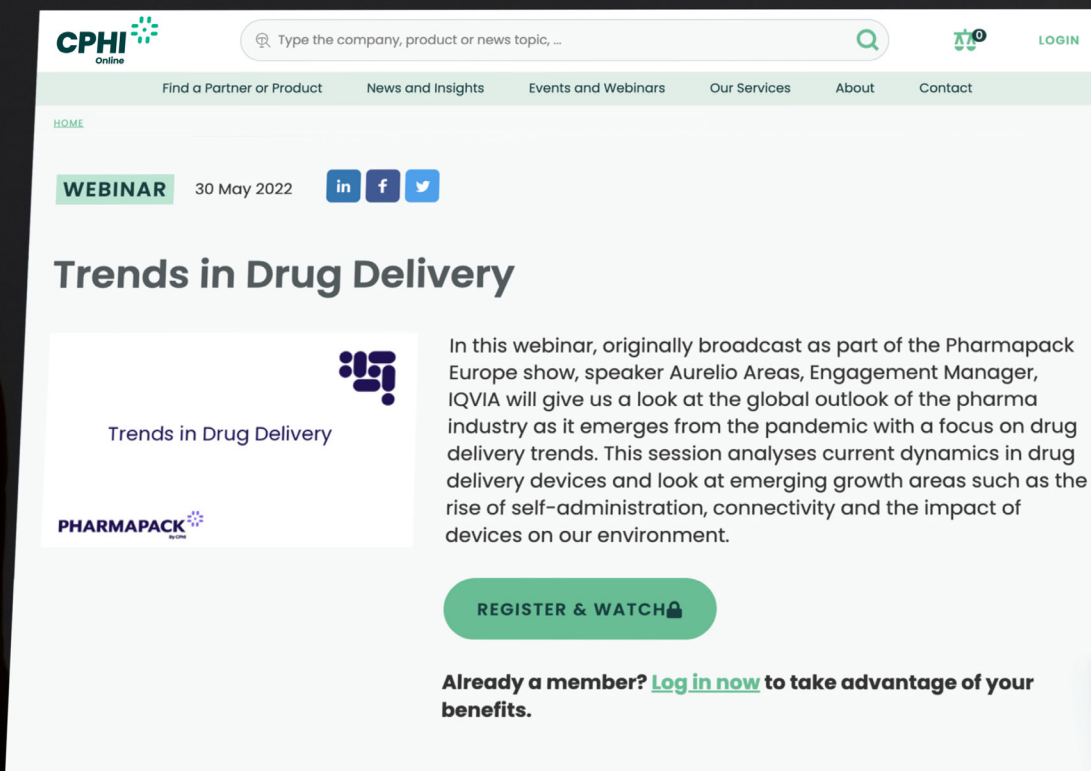 CPHI
Online
Type the company, product or news topic, ...
0
LOGIN
Find a Partner or Product
News and Insights
Events and Webinars
Our Services
About
Contact
HOME
WEBINAR
30 May 2022
in
f
Trends in Drug Delivery
Trends in Drug Delivery
PHARMAPACK
By CPHI
In this webinar, originally broadcast as part of the Pharmapack
Europe show, speaker Aurelio Areas, Engagement Manager,
IQVIA will give us a look at the global outlook of the pharma
industry as it emerges from the pandemic with a focus on drug
delivery trends. This session analyses current dynamics in drug
delivery devices and look at emerging growth areas such as the
rise of self-administration, connectivity and the impact of
devices on our environment.
REGISTER & WATCH
Already a member? Log in now to take advantage of your
benefits.